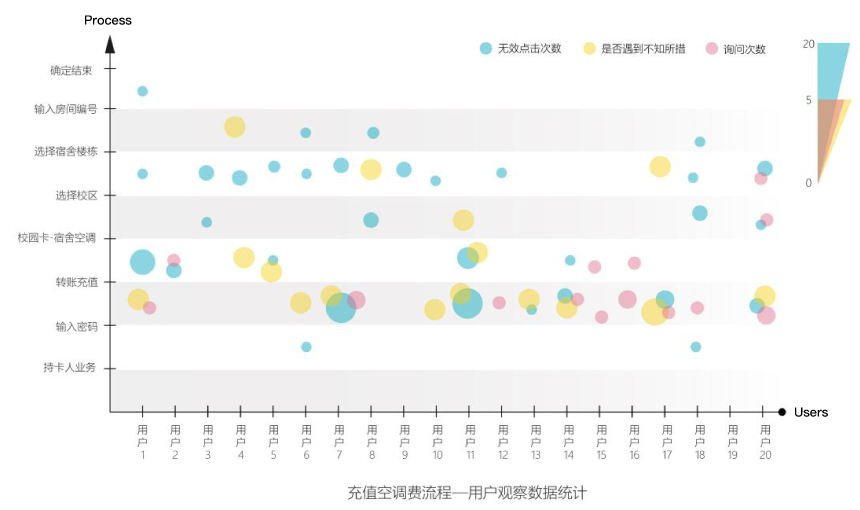 Process
无效点击次数 是否遇到不知所措 询问次数
20
5
0
确定结束
输入房间编号
选择宿舍楼栋
选择校区
校园卡-宿舍空调
转账充值
输入密码
持卡人业务
Users
用户1 用户2 用户3 用户4 用户5 用户6 用户7 用户8 用户9 用户10 用户11 用户12 用户13 用户14 用户15 用户16 用户17 用户18 用户19 用户20
充值空调费流程—用户观察数据统计